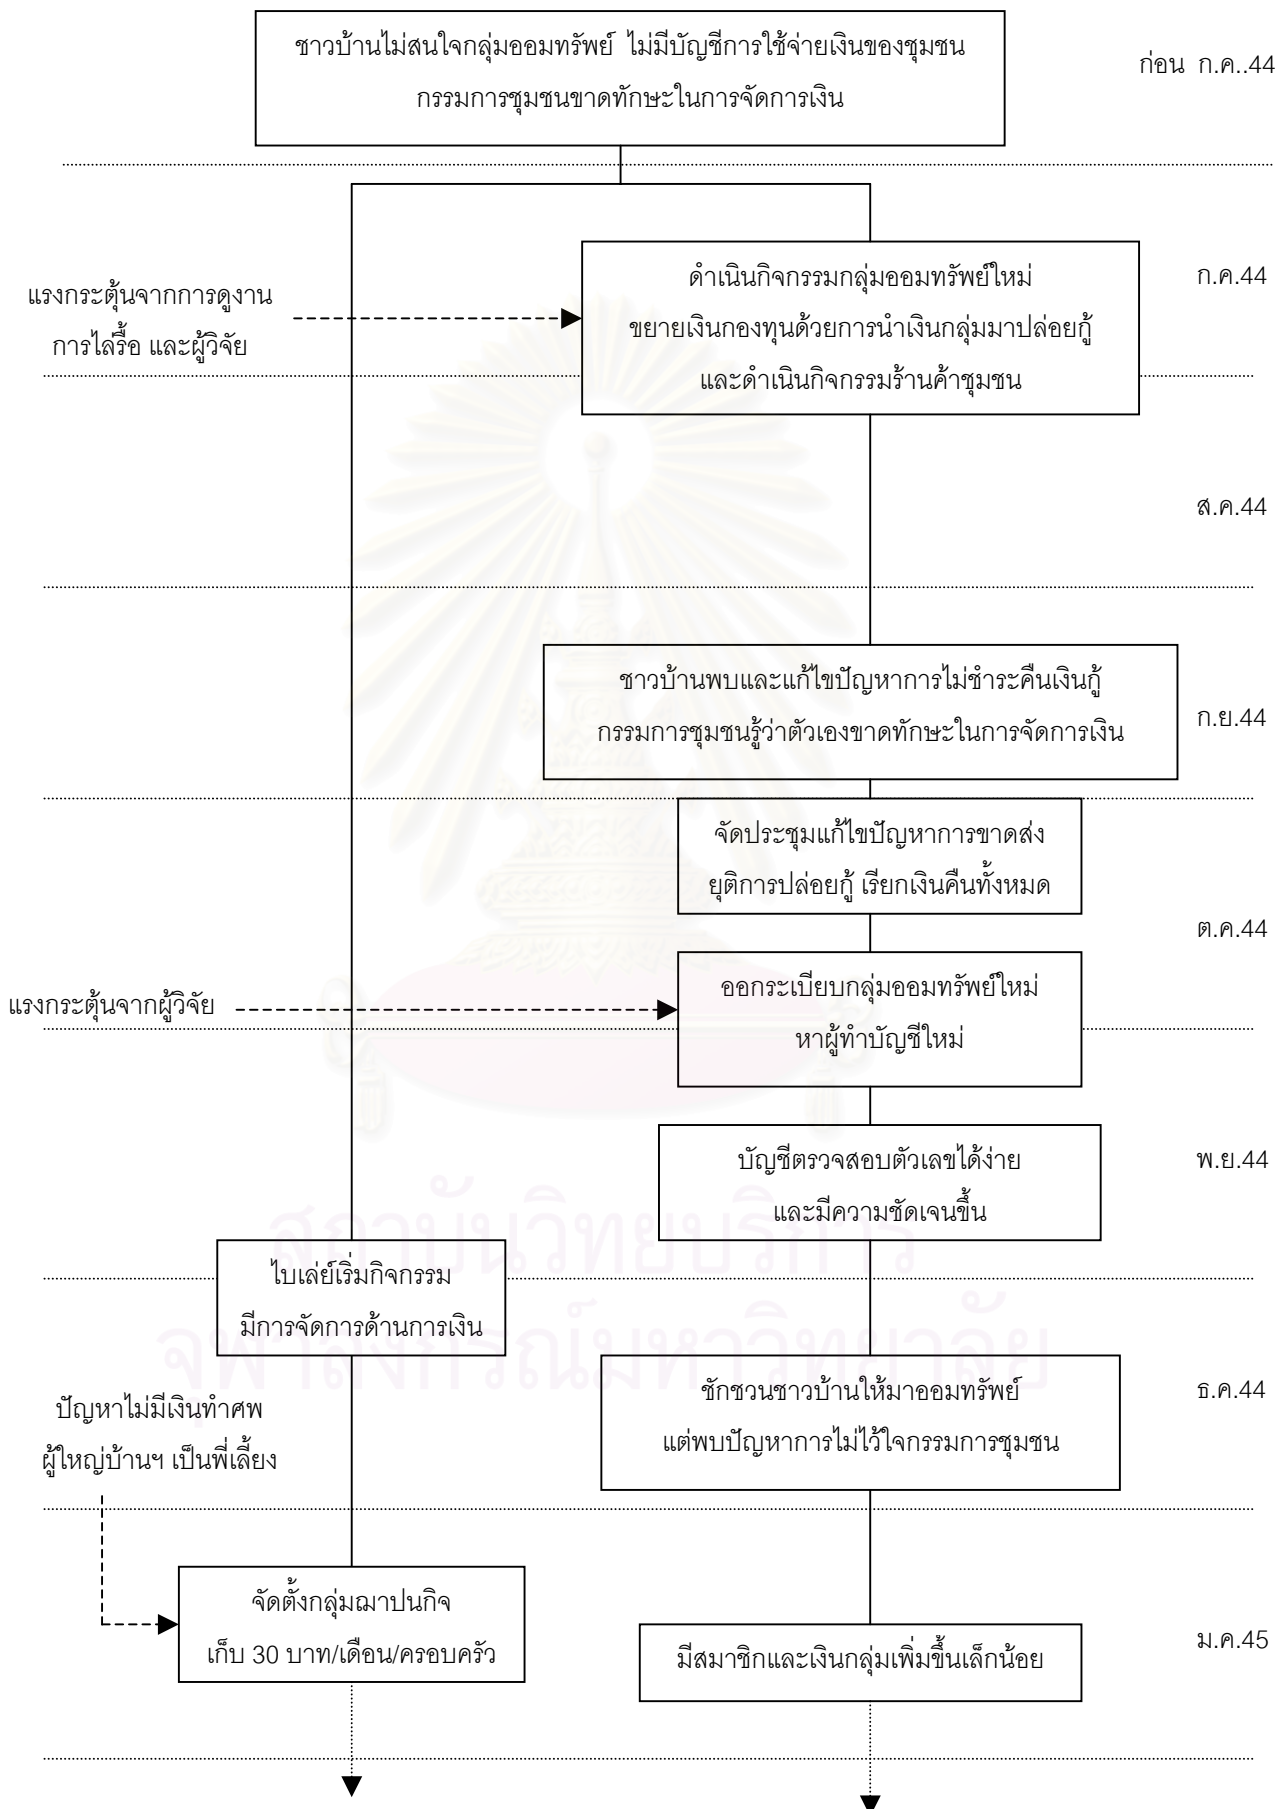 ชาวบ้านไม่สนใจกลุ่มออมทรัพย์ ไม่มีบัญชีการใช้จ่ายเงินของชุมชน
กรรมการชุมชนขาดทักษะในการจัดการเงิน
ก่อน ก.ค..44
ดำเนินกิจกรรมกลุ่มออมทรัพย์ใหม่
ขยายเงินกองทุนด้วยการนำเงินกลุ่มมาปล่อยกู้
และดำเนินกิจกรรมร้านค้าชุมชน
ก.ค.44
แรงกระตุ้นจากการดูงาน
การไล่รื้อ และผู้วิจัย
ส.ค.44
ชาวบ้านพบและแก้ไขปัญหาการไม่ชำระคืนเงินกู้
กรรมการชุมชนรู้ว่าตัวเองขาดทักษะในการจัดการเงิน
ก.ย.44
จัดประชุมแก้ไขปัญหาการขาดส่ง
ยุติการปล่อยกู้ เรียกเงินคืนทั้งหมด
ต.ค.44
แรงกระตุ้นจากผู้วิจัย
ออกระเบียบกลุ่มออมทรัพย์ใหม่
หาผู้ทำบัญชีใหม่
บัญชีตรวจสอบตัวเลขได้ง่าย
และมีความชัดเจนขึ้น
พ.ย.44
สถาบันวิทยบริการ
จุฬาลงกรณ์มหาวิทยาลัย
ไบเล่ย์เริ่มกิจกรรม
มีการจัดการด้านการเงิน
ชักชวนชาวบ้านให้มาออมทรัพย์
แต่พบปัญหาการไม่ไว้ใจกรรมการชุมชน
ธ.ค.44
ปัญหาไม่มีเงินทำศพ
ผู้ใหญ่บ้านฯ เป็นพี่เลี้ยง
จัดตั้งกลุ่มฌาปนกิจ
เก็บ 30 บาท/เดือน/ครอบครัว
มีสมาชิกและเงินกลุ่มเพิ่มขึ้นเล็กน้อย
ม.ค.45